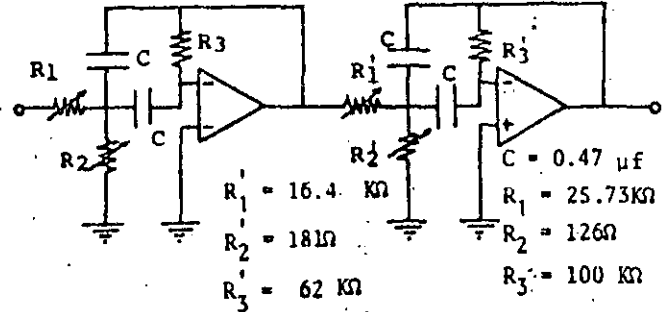 R3
R3'
R1
C
R1'
C
C
C
R2
R2'
C = 0.47 µf
R1' = 16.4 KΩ
R1 = 25.73KΩ
R2' = 181Ω
R2 = 126Ω
R3' = 62 KΩ
R3 = 100 KΩ